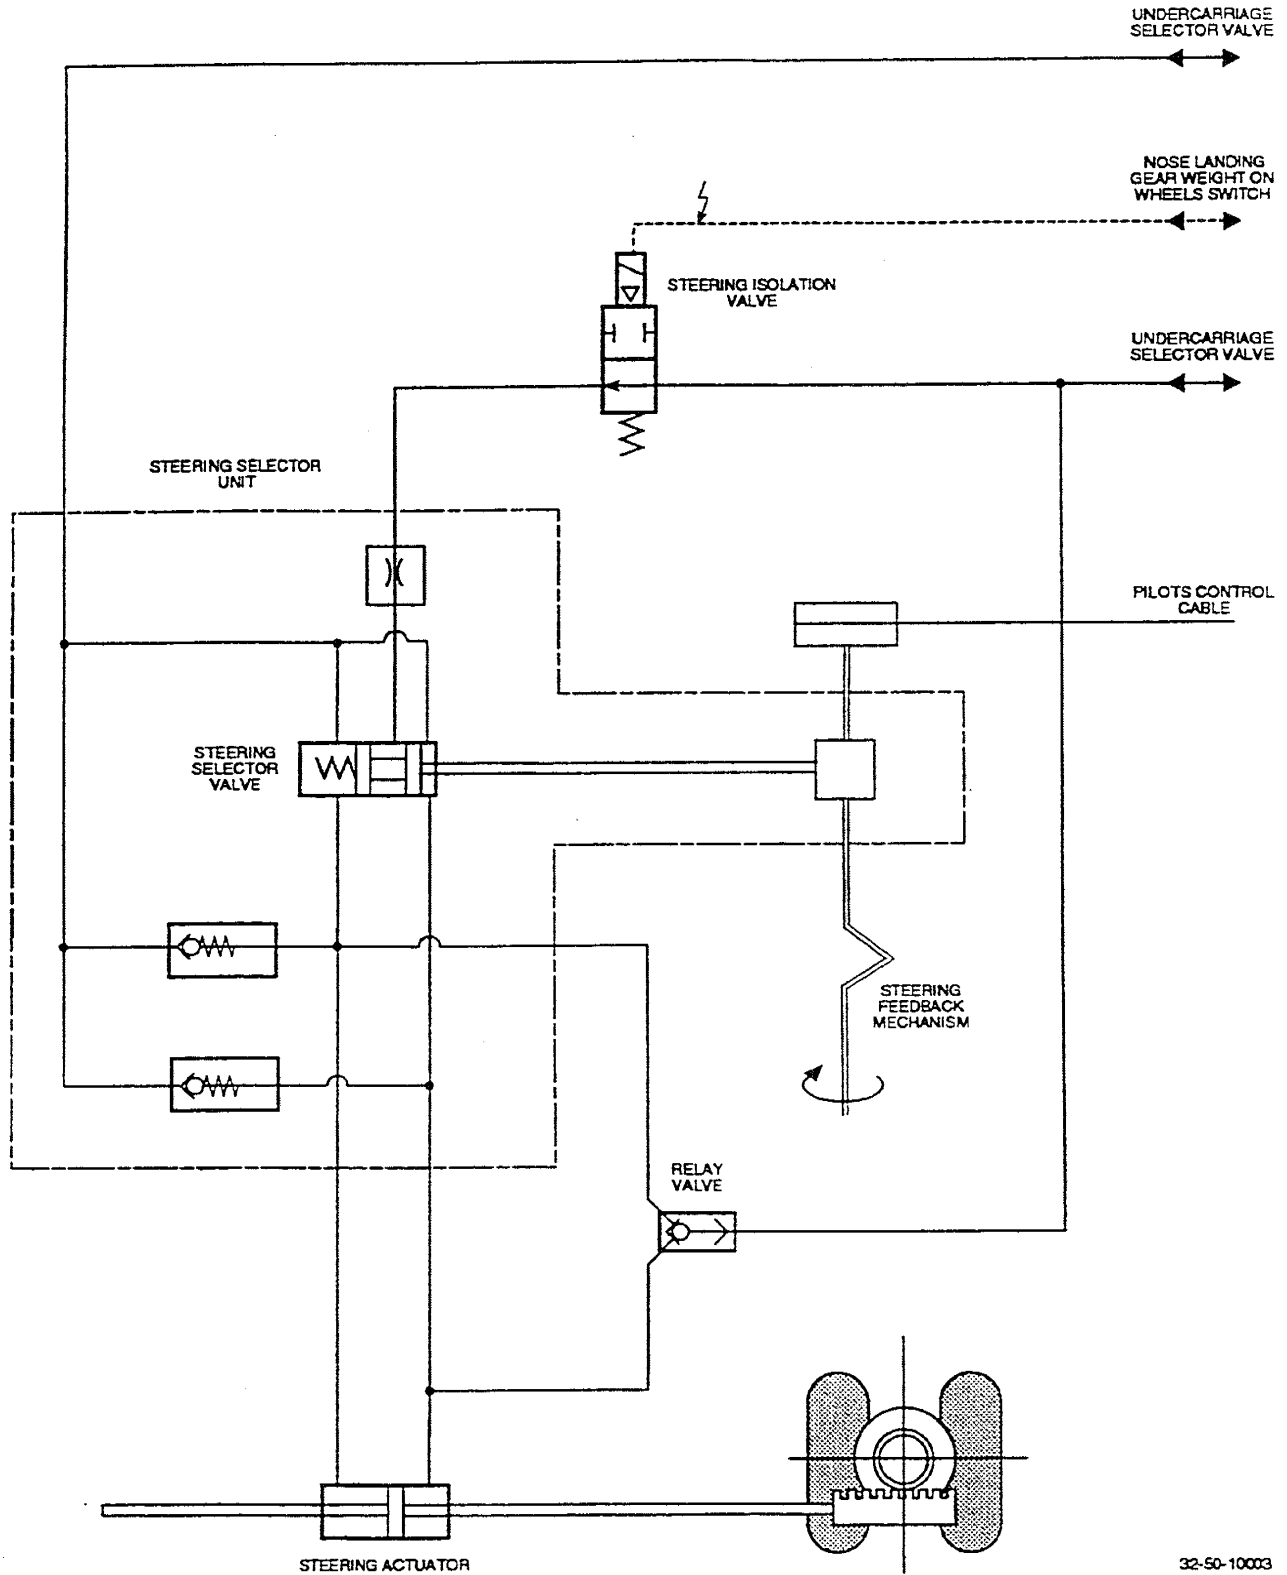 UNDERCARRIAGE
SELECTOR VALVE
NOSE LANDING
GEAR WEIGHT ON
WHEELS SWITCH
STEERING ISOLATION
VALVE
UNDERCARRIAGE
SELECTOR VALVE
STEERING SELECTOR
UNIT
PILOTS CONTROL
CABLE
STEERING
SELECTOR
VALVE
STEERING
FEEDBACK
MECHANISM
RELAY
VALVE
STEERING ACTUATOR
32-50-10003